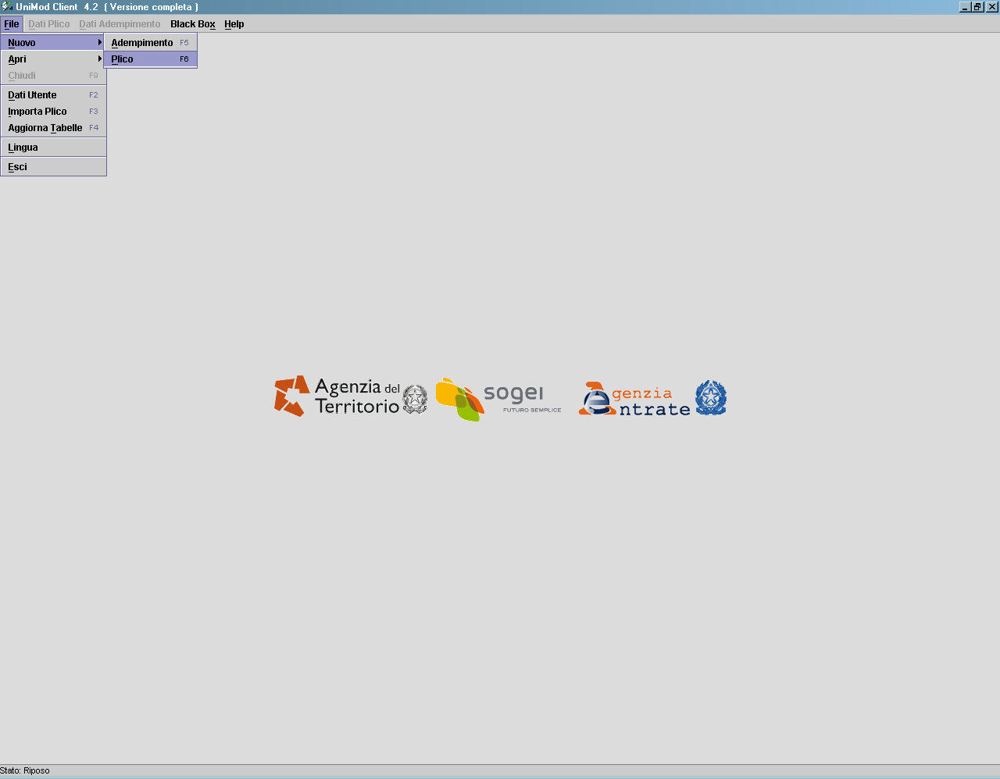 UniMod Client 4.2 ( Versione completa )
File Dati Plico Dati Adempimento Black Box Help
Nuovo
Adempimento F5
Apri
Plico F6
Chiudi F9
Dati Utente F2
Importa Plico F3
Aggiorna Tabelle F4
Lingua
Esci
Agenzia del
Territorio
sogei
FUTURO SEMPLICE
genzia
entrate
Stato: Riposo